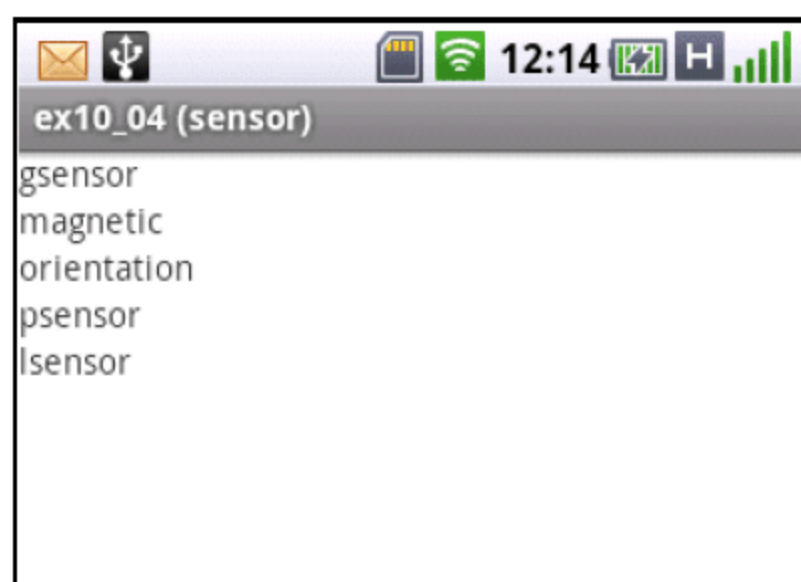 12:14 H
ex10_04 (sensor)
gsensor
magnetic
orientation
psensor
lsensor